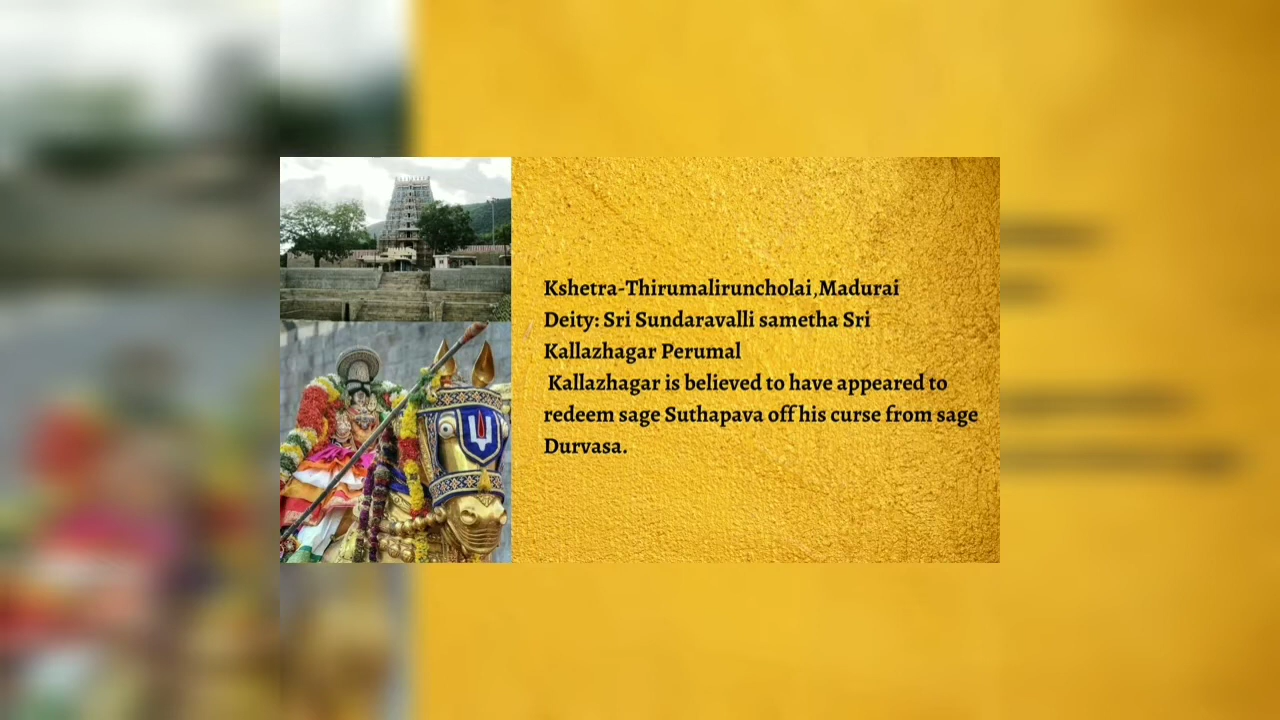 Kshetra-Thirumaliruncholai,Madurai
Deity: Sri Sundaravalli sametha Sri
Kallazhagar Perumal
Kallazhagar is believed to have appeared to
redeem sage Suthapava off his curse from sage
Durvasa.